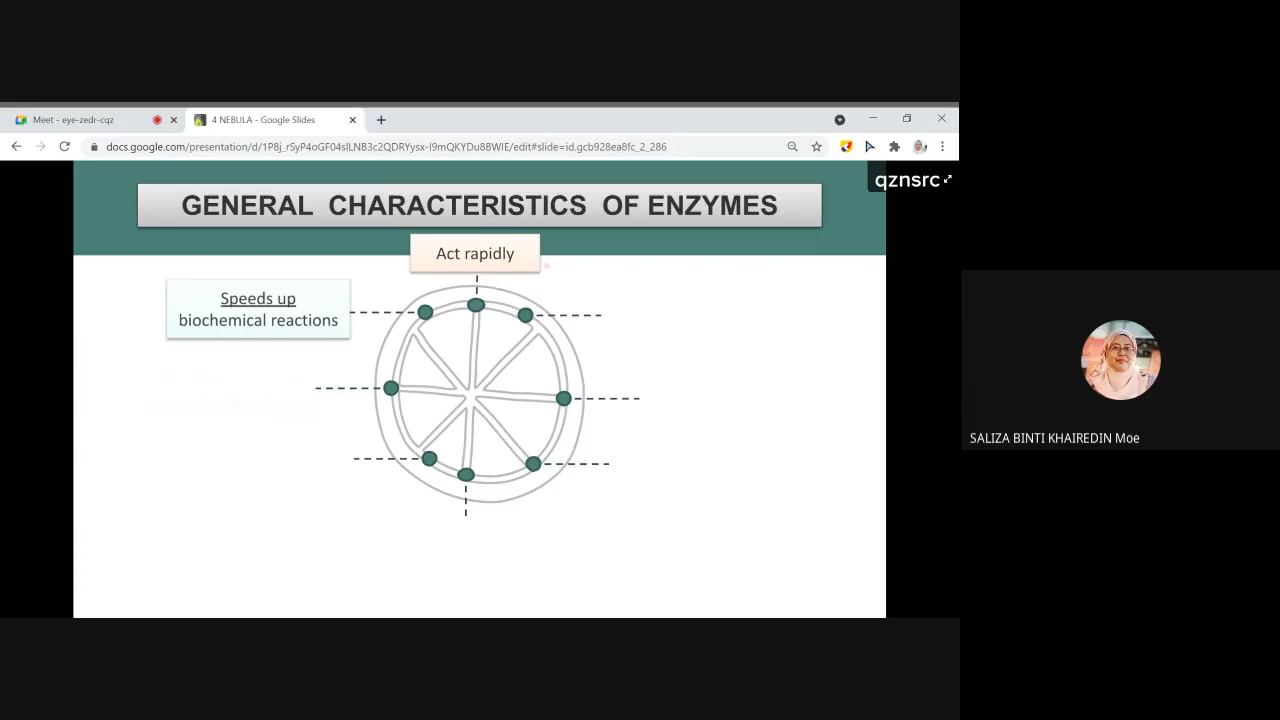 Meet - eye-zedr-cqz
4 NEBULA - Google Slides
docs.google.com/presentation/d/1P8j_rSyP4oGF04slLNB3c2QDRYysx-I9mQKYDu8BWIE/edit#slide=id.gcb928ea8fc_2_286
qznsrc
GENERAL CHARACTERISTICS OF ENZYMES
Act rapidly
Speeds up
biochemical reactions
SALIZA BINTI KHAIREDIN Moe